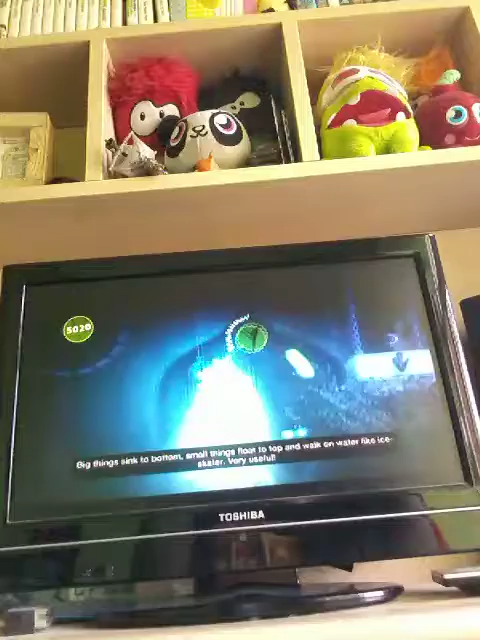 5020
Big things sink to bottom, small things float to top and walk on water like ice-
skater. Very useful!
TOSHIBA